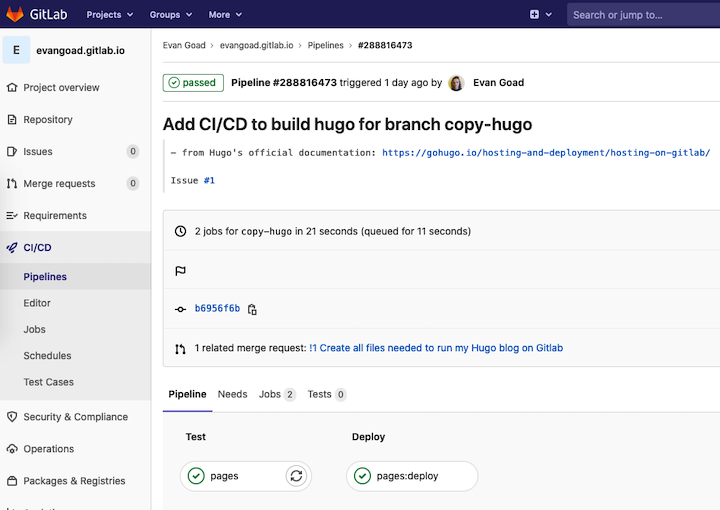 GitLab Projects Groups More Search or jump to...
E evangoad.gitlab.io
Evan Goad › evangoad.gitlab.io › Pipelines › #288816473
Project overview
Repository
Issues 0
Merge requests 0
Requirements
CI/CD
Pipelines
Editor
Jobs
Schedules
Test Cases
Security & Compliance
Operations
Packages & Registries
passed Pipeline #288816473 triggered 1 day ago by Evan Goad
Add CI/CD to build hugo for branch copy-hugo
— from Hugo's official documentation: https://gohugo.io/hosting-and-deployment/hosting-on-gitlab/
Issue #1
2 jobs for copy-hugo in 21 seconds (queued for 11 seconds)
b6956f6b
1 related merge request: !1 Create all files needed to run my Hugo blog on Gitlab
Pipeline Needs Jobs 2 Tests 0
Test Deploy
pages pages:deploy